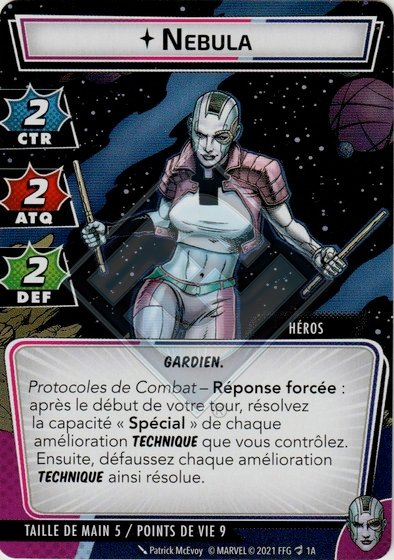 NEBULA
2
CTR
2
ATQ
2
DEF
HÉROS
GARDIEN.
Protocoles de Combat – Réponse forcée :
après le début de votre tour, résolvez
la capacité « Spécial » de chaque
amélioration TECHNIQUE que vous contrôlez.
Ensuite, défaussez chaque amélioration
TECHNIQUE ainsi résolue.
TAILLE DE MAIN 5 / POINTS DE VIE 9
Patrick McEvoy © MARVEL © 2021 FFG 1A